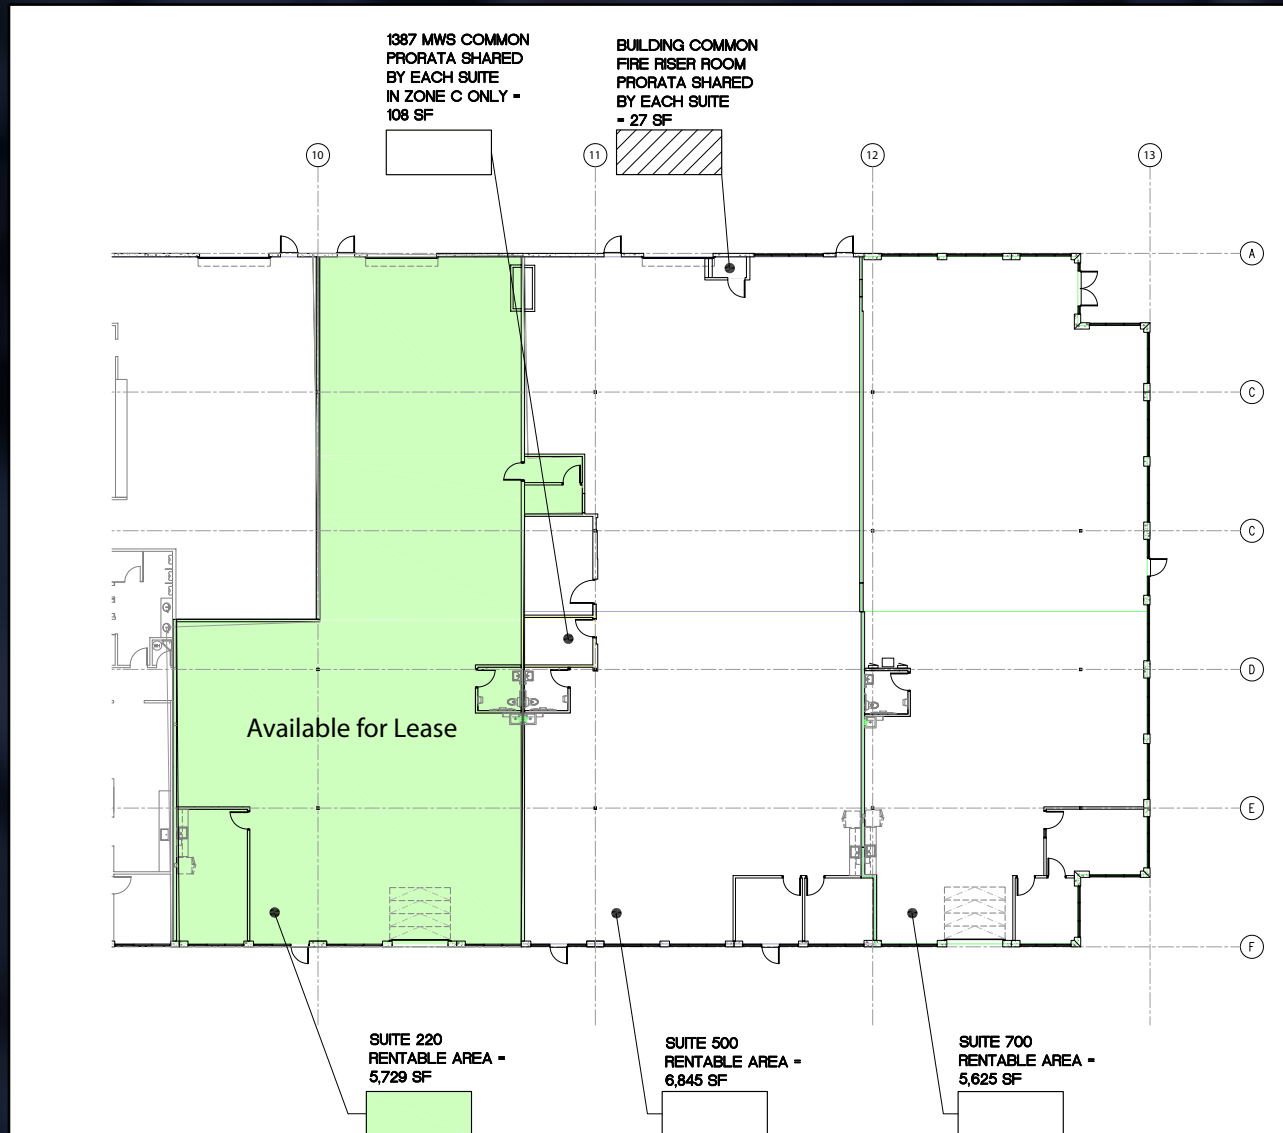 1387 MWS COMMON
PRORATA SHARED
BY EACH SUITE
IN ZONE C ONLY =
108 SF
BUILDING COMMON
FIRE RISER ROOM
PRORATA SHARED
BY EACH SUITE
= 27 SF
10
11
12
13
A
C
C
D
E
F
Available for Lease
SUITE 220
RENTABLE AREA =
5,729 SF
SUITE 500
RENTABLE AREA =
6,845 SF
SUITE 700
RENTABLE AREA =
5,625 SF